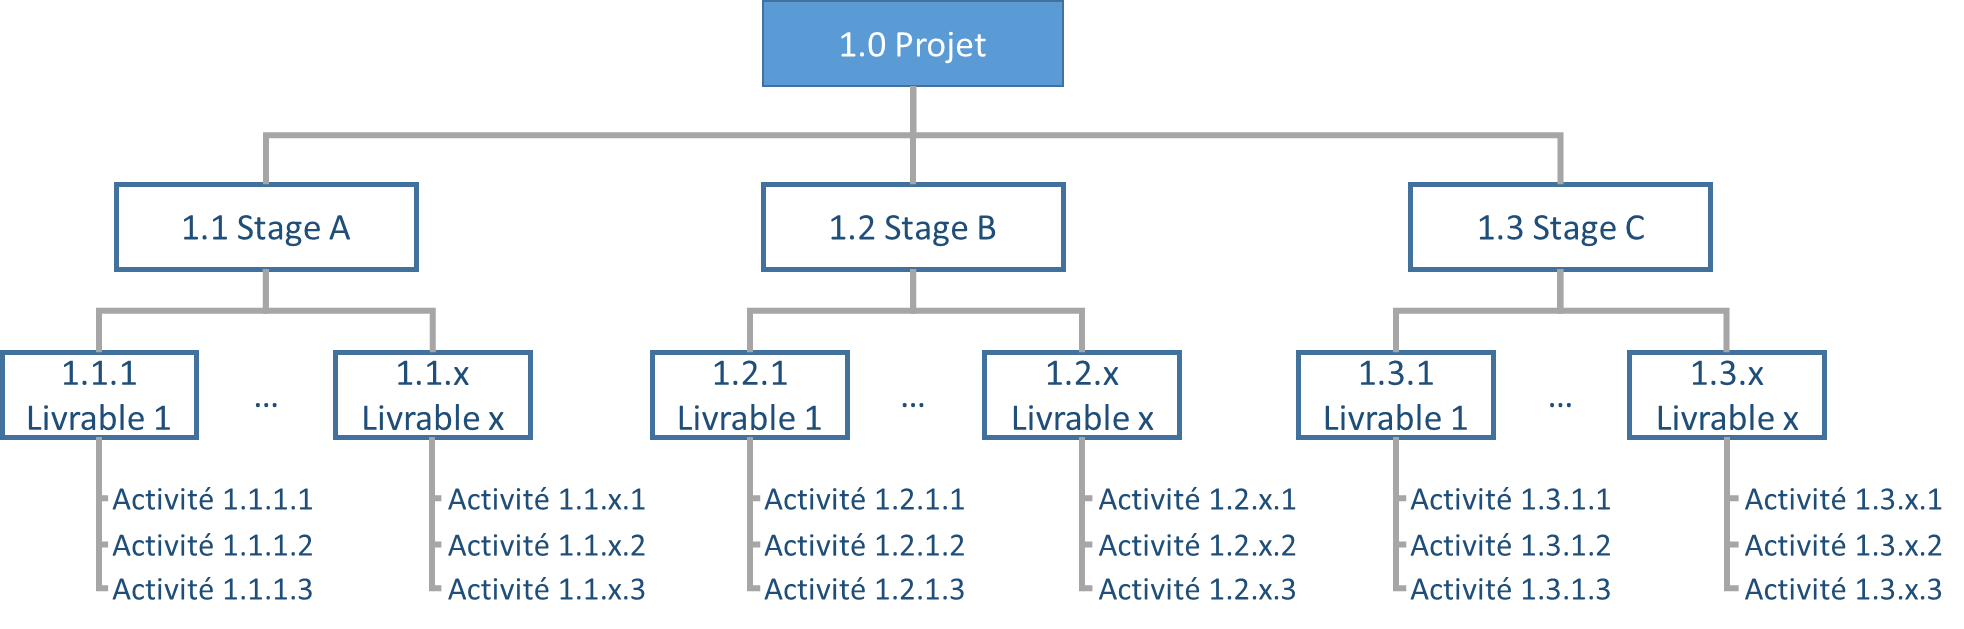 1.0 Projet
1.1 Stage A
1.2 Stage B
1.3 Stage C
1.1.1
Livrable 1
...
1.1.x
Livrable x
1.2.1
Livrable 1
...
1.2.x
Livrable x
1.3.1
Livrable 1
...
1.3.x
Livrable x
Activité 1.1.1.1
Activité 1.1.1.2
Activité 1.1.1.3
Activité 1.1.x.1
Activité 1.1.x.2
Activité 1.1.x.3
Activité 1.2.1.1
Activité 1.2.1.2
Activité 1.2.1.3
Activité 1.2.x.1
Activité 1.2.x.2
Activité 1.2.x.3
Activité 1.3.1.1
Activité 1.3.1.2
Activité 1.3.1.3
Activité 1.3.x.1
Activité 1.3.x.2
Activité 1.3.x.3